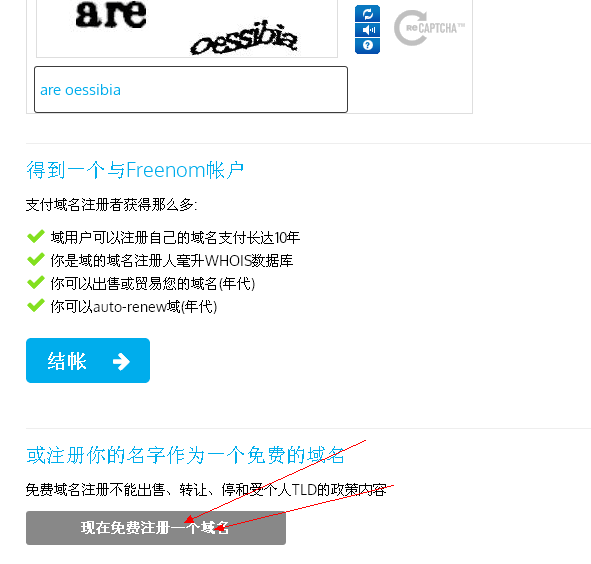 are
oessibia
reCAPTCHA™
are oessibia
得到一个与Freenom帐户
支付域名注册者获得那么多:
域用户可以注册自己的域名支付长达10年
你是域的域名注册人毫升WHOIS数据库
你可以出售或贸易您的域名(年代)
你可以auto-renew域(年代)
结帐
或注册你的名字作为一个免费的域名
免费域名注册不能出售、转让、停和受个人TLD的政策内容
现在免费注册一个域名